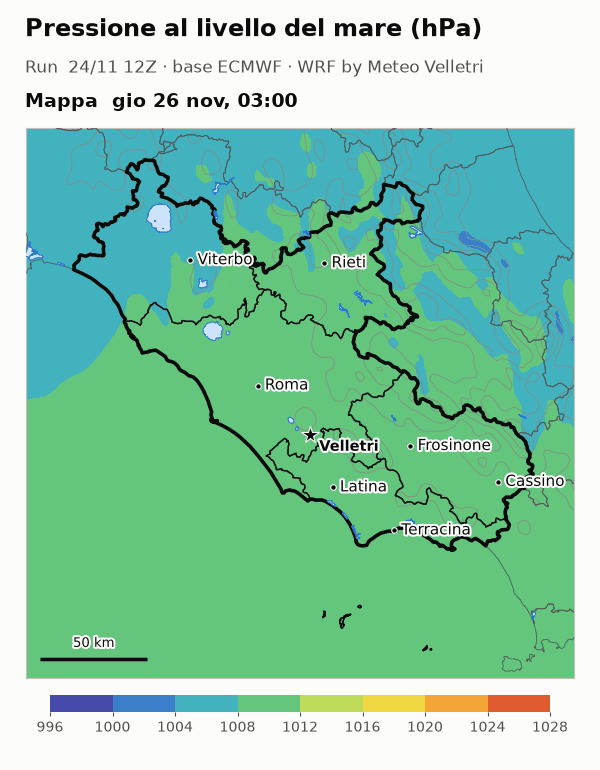 Pressione al livello del mare (hPa)
Run  24/11 12Z · base ECMWF · WRF by Meteo Velletri
Mappa  gio 26 nov, 03:00
Viterbo
Rieti
Roma
Velletri
Frosinone
Latina
Cassino
Terracina
50 km
996 1000 1004 1008 1012 1016 1020 1024 1028